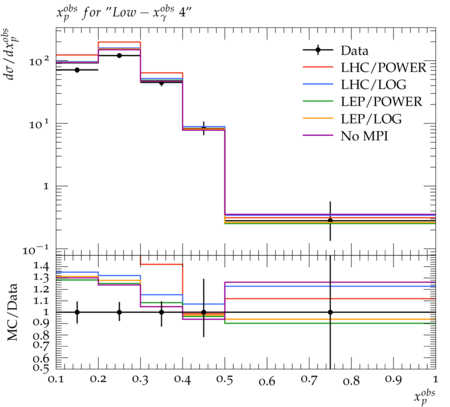 x_p^obs for "Low − x_γ^obs 4"
dσ/dx_p^obs
10²
10¹
1
10⁻¹
Data
LHC/POWER
LHC/LOG
LEP/POWER
LEP/LOG
No MPI
MC/Data
1.4
1.3
1.2
1.1
1
0.9
0.8
0.7
0.6
0.5
0.1 0.2 0.3 0.4 0.5 0.6 0.7 0.8 0.9 1
x_p^obs